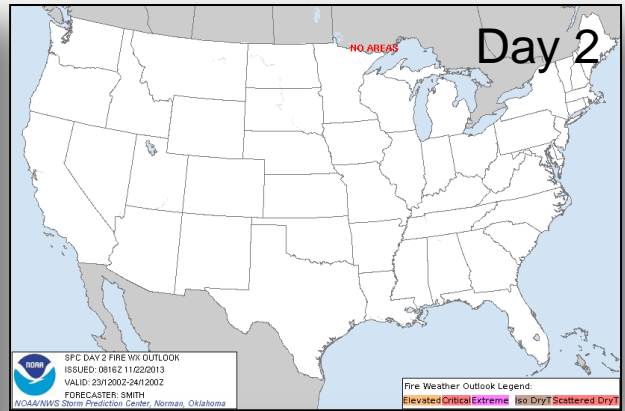 Day 2
NO AREAS
NOAA
SPC DAY 2 FIRE WX OUTLOOK
ISSUED: 0816Z 11/22/2013
VALID: 23/1200Z-24/1200Z
FORECASTER: SMITH
NOAA/NWS Storm Prediction Center, Norman, Oklahoma
Fire Weather Outlook Legend:
Elevated Critical Extreme Iso DryT Scattered DryT